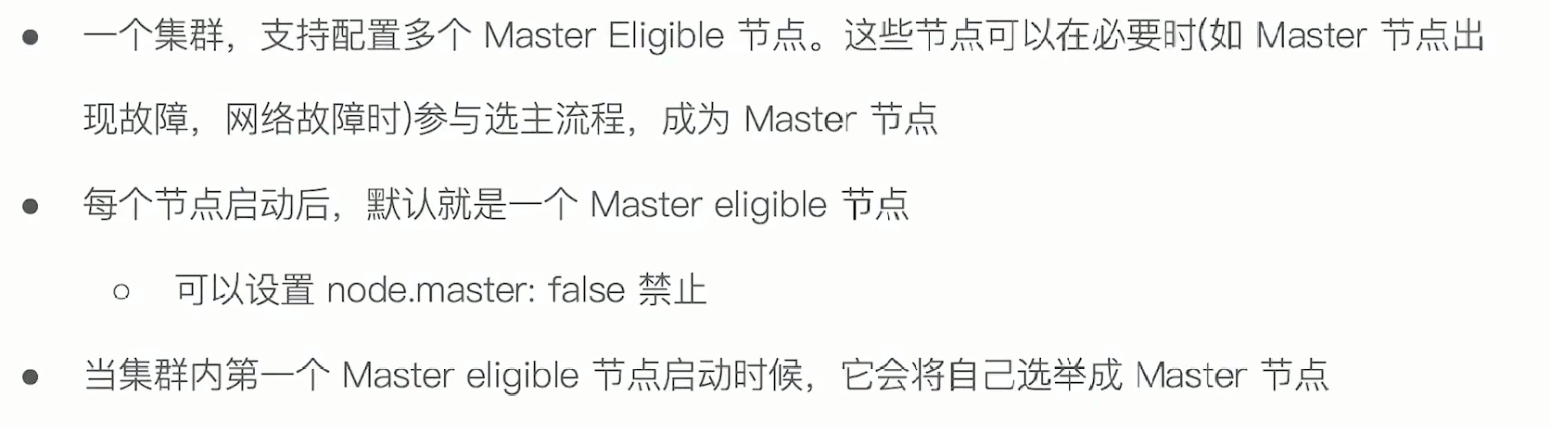 ● 一个集群，支持配置多个 Master Eligible 节点。这些节点可以在必要时(如 Master 节点出
现故障，网络故障时)参与选主流程，成为 Master 节点
● 每个节点启动后，默认就是一个 Master eligible 节点
○ 可以设置 node.master: false 禁止
● 当集群内第一个 Master eligible 节点启动时候，它会将自己选举成 Master 节点